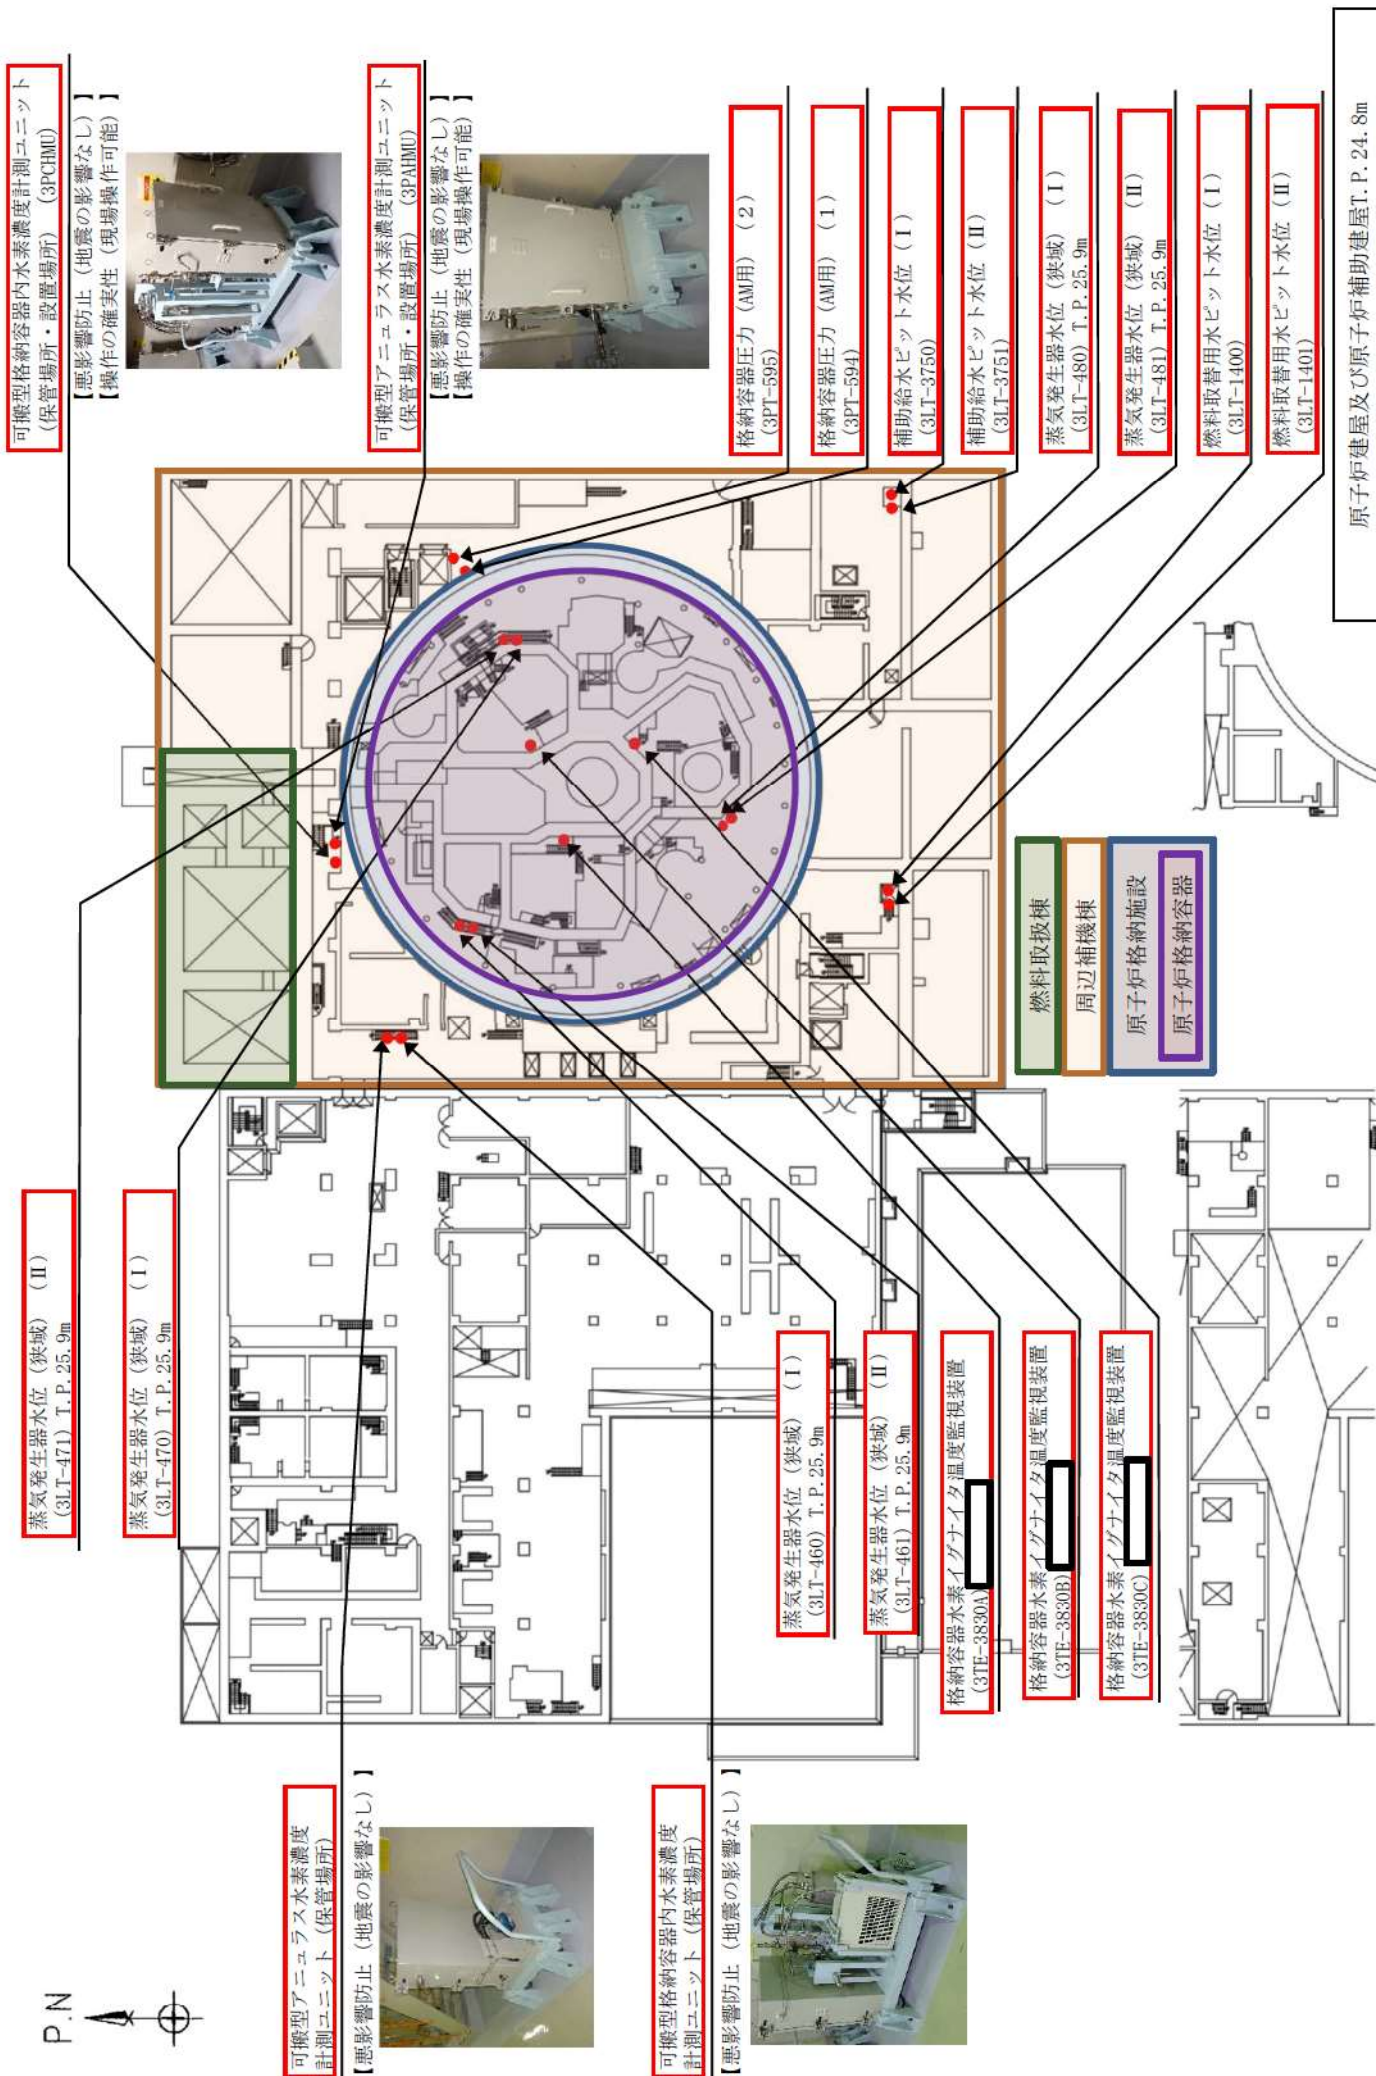 P.N
可搬型アニュラス水素濃度
計測ユニット（保管場所）
【悪影響防止（地震の影響なし）】
可搬型格納容器内水素濃度
計測ユニット（保管場所）
【悪影響防止（地震の影響なし）】
蒸気発生器水位（狭域）（Ⅱ）
(3LT-471) T.P.25.9m
蒸気発生器水位（狭域）（Ⅰ）
(3LT-470) T.P.25.9m
蒸気発生器水位（狭域）（Ⅰ）
(3LT-460) T.P.25.9m
蒸気発生器水位（狭域）（Ⅱ）
(3LT-461) T.P.25.9m
格納容器水素イグナイタ温度監視装置
(3TE-3830A)
格納容器水素イグナイタ温度監視装置
(3TE-3830B)
格納容器水素イグナイタ温度監視装置
(3TE-3830C)
燃料取扱棟
周辺補機棟
原子炉格納施設
原子炉格納容器
可搬型格納容器内水素濃度計測ユニット
（保管場所・設置場所）（3PCHMU）
【悪影響防止（地震の影響なし）】
【操作の確実性（現場操作可能）】
可搬型アニュラス水素濃度計測ユニット
（保管場所・設置場所）（3PAHMU）
【悪影響防止（地震の影響なし）】
【操作の確実性（現場操作可能）】
格納容器圧力（AM用）（2）
(3PT-595)
格納容器圧力（AM用）（1）
(3PT-594)
補助給水ピット水位（Ⅰ）
(3LT-3750)
補助給水ピット水位（Ⅱ）
(3LT-3751)
蒸気発生器水位（狭域）（Ⅰ）
(3LT-480) T.P.25.9m
蒸気発生器水位（狭域）（Ⅱ）
(3LT-481) T.P.25.9m
燃料取替用水ピット水位（Ⅰ）
(3LT-1400)
燃料取替用水ピット水位（Ⅱ）
(3LT-1401)
原子炉建屋及び原子炉補助建屋T.P.24.8m